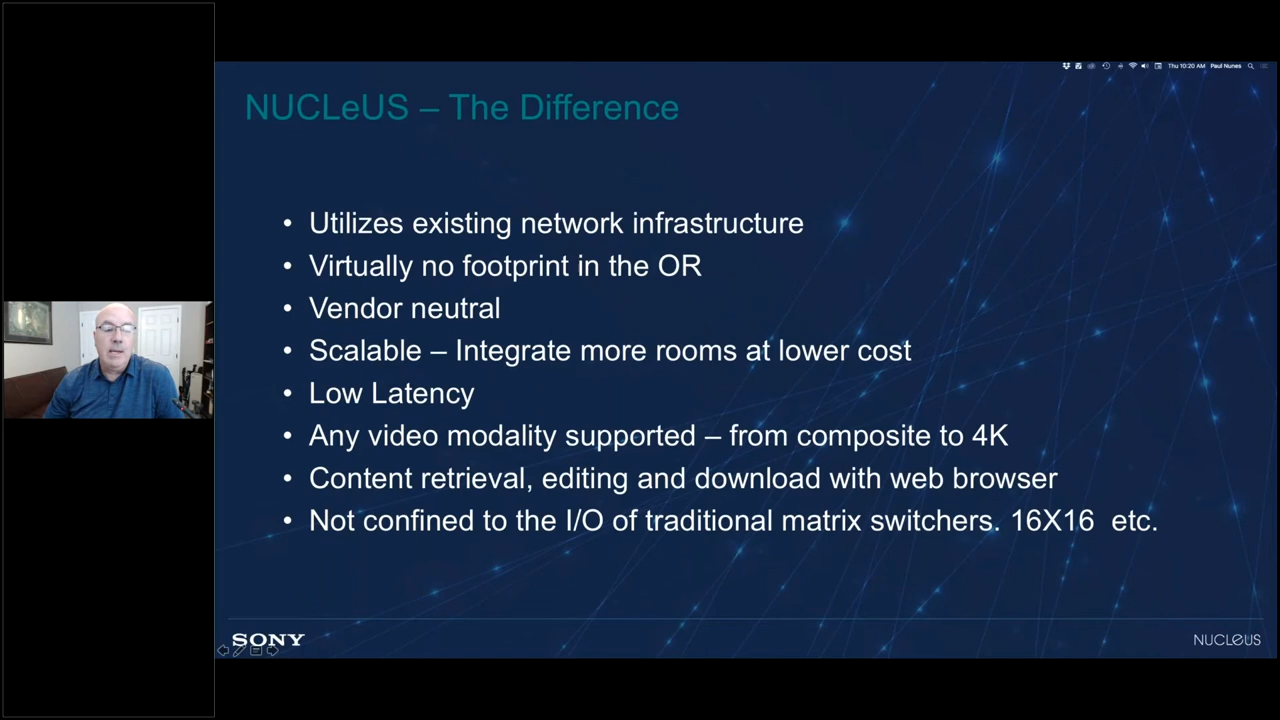 Thu 10:20 AM Paul Nunes
NUCLeUS – The Difference
• Utilizes existing network infrastructure
• Virtually no footprint in the OR
• Vendor neutral
• Scalable – Integrate more rooms at lower cost
• Low Latency
• Any video modality supported – from composite to 4K
• Content retrieval, editing and download with web browser
• Not confined to the I/O of traditional matrix switchers. 16X16 etc.
SONY
NUCLeUS